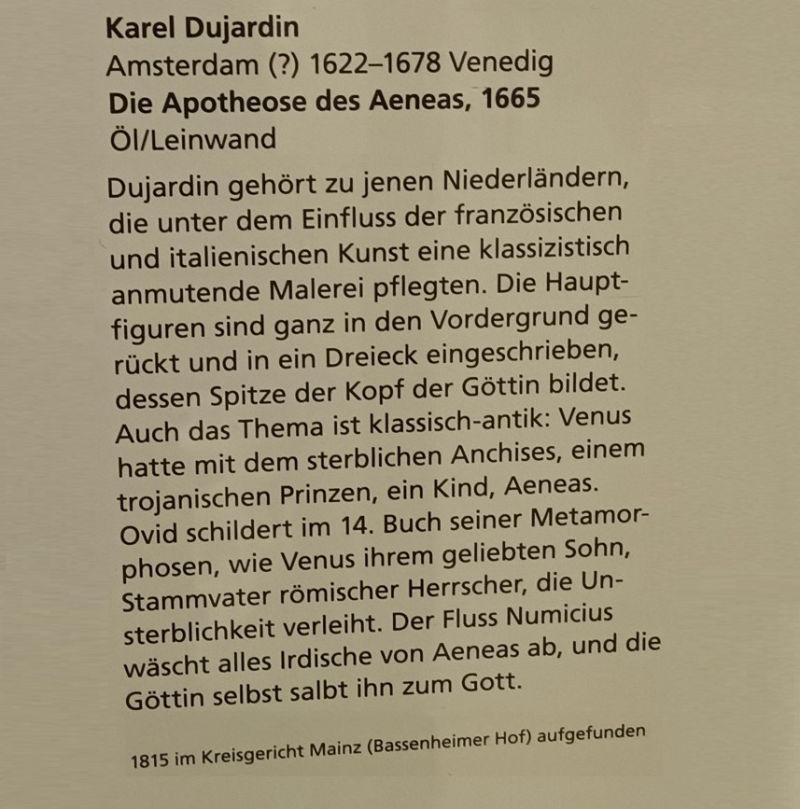 Karel Dujardin
Amsterdam (?) 1622–1678 Venedig
Die Apotheose des Aeneas, 1665
Öl/Leinwand
Dujardin gehört zu jenen Niederländern,
die unter dem Einfluss der französischen
und italienischen Kunst eine klassizistisch
anmutende Malerei pflegten. Die Haupt-
figuren sind ganz in den Vordergrund ge-
rückt und in ein Dreieck eingeschrieben,
dessen Spitze der Kopf der Göttin bildet.
Auch das Thema ist klassisch-antik: Venus
hatte mit dem sterblichen Anchises, einem
trojanischen Prinzen, ein Kind, Aeneas.
Ovid schildert im 14. Buch seiner Metamor-
phosen, wie Venus ihrem geliebten Sohn,
Stammvater römischer Herrscher, die Un-
sterblichkeit verleiht. Der Fluss Numicius
wäscht alles Irdische von Aeneas ab, und die
Göttin selbst salbt ihn zum Gott.
1815 im Kreisgericht Mainz (Bassenheimer Hof) aufgefunden